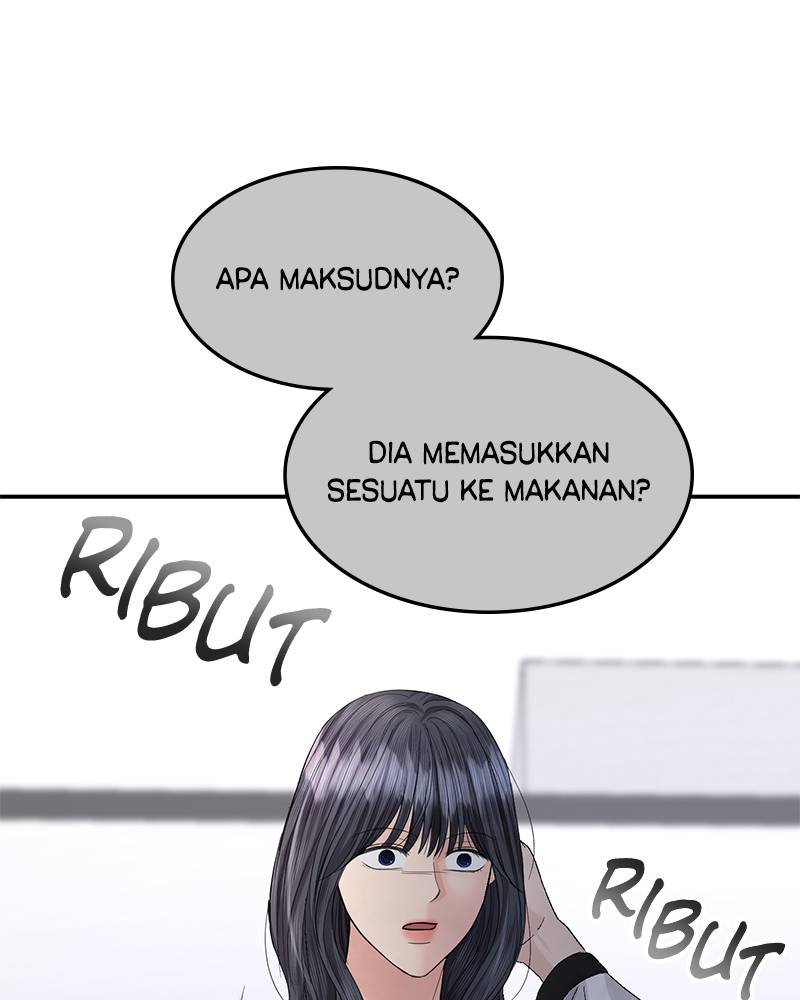 APA MAKSUDNYA?
DIA MEMASUKKAN
SESUATU KE MAKANAN?
RIBUT
RIBUT